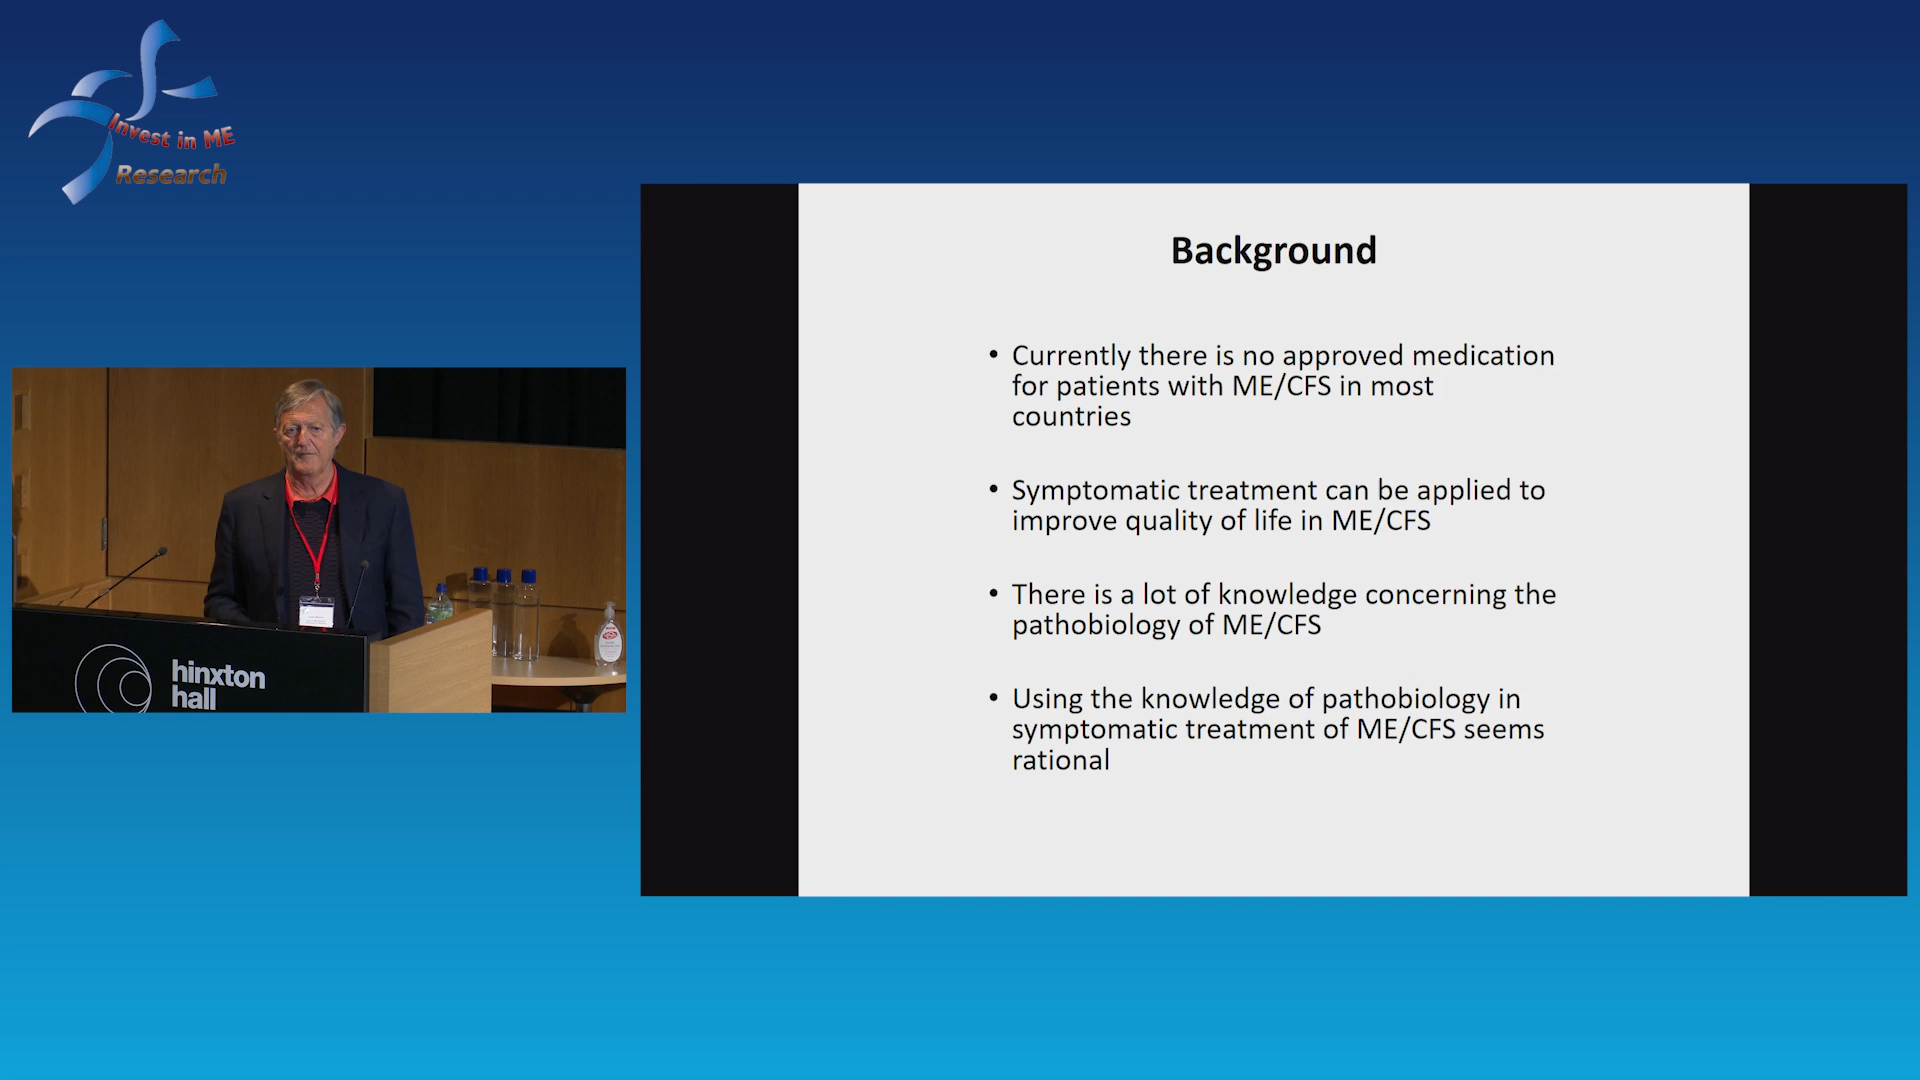 Invest in ME
Research
hinxton
hall
Background
• Currently there is no approved medication
for patients with ME/CFS in most
countries
• Symptomatic treatment can be applied to
improve quality of life in ME/CFS
• There is a lot of knowledge concerning the
pathobiology of ME/CFS
• Using the knowledge of pathobiology in
symptomatic treatment of ME/CFS seems
rational